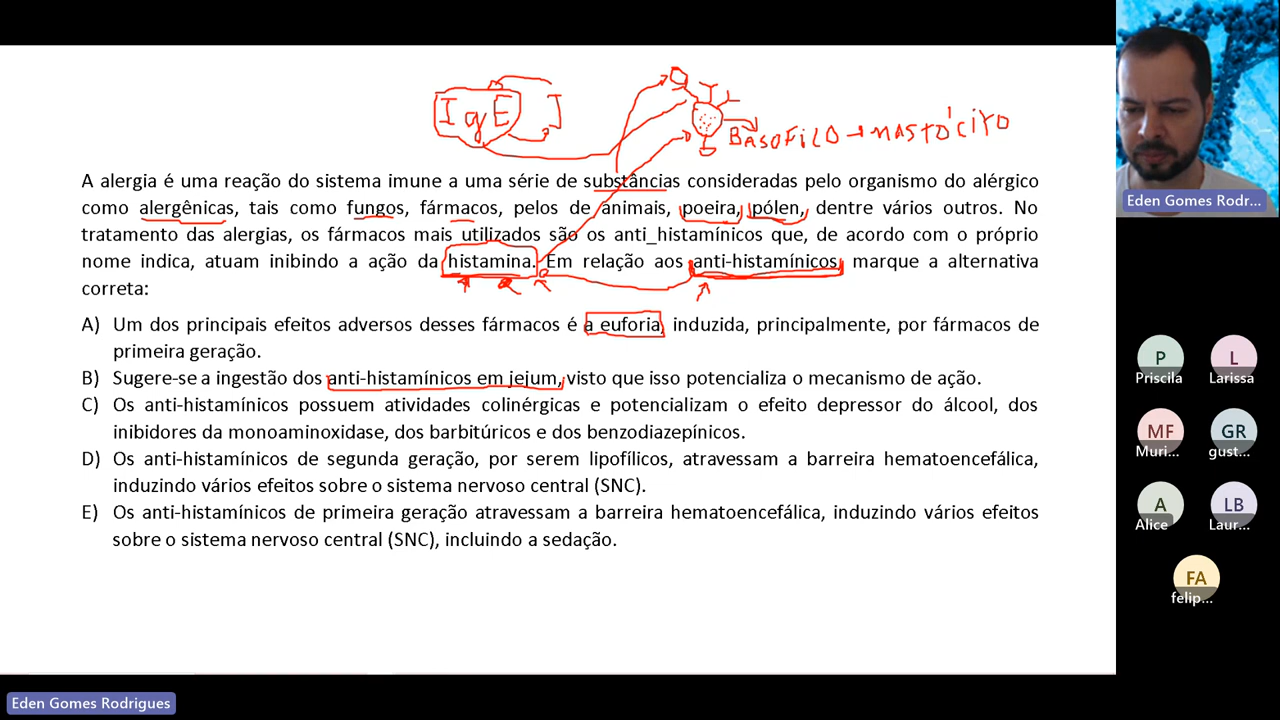 IgE
BASOFILO → MASTÓCITO
A alergia é uma reação do sistema imune a uma série de substâncias consideradas pelo organismo do alérgico
como alergênicas, tais como fungos, fármacos, pelos de animais, poeira, pólen, dentre vários outros. No
tratamento das alergias, os fármacos mais utilizados são os anti_histamínicos que, de acordo com o próprio
nome indica, atuam inibindo a ação da histamina. Em relação aos anti-histamínicos, marque a alternativa
correta:
A) Um dos principais efeitos adversos desses fármacos é a euforia, induzida, principalmente, por fármacos de
primeira geração.
B) Sugere-se a ingestão dos anti-histamínicos em jejum, visto que isso potencializa o mecanismo de ação.
C) Os anti-histamínicos possuem atividades colinérgicas e potencializam o efeito depressor do álcool, dos
inibidores da monoaminoxidase, dos barbitúricos e dos benzodiazepínicos.
D) Os anti-histamínicos de segunda geração, por serem lipofílicos, atravessam a barreira hematoencefálica,
induzindo vários efeitos sobre o sistema nervoso central (SNC).
E) Os anti-histamínicos de primeira geração atravessam a barreira hematoencefálica, induzindo vários efeitos
sobre o sistema nervoso central (SNC), incluindo a sedação.
Eden Gomes Rodr...
P L
Priscila Larissa
MF GR
Muri... gust...
A LB
Alice Laur...
FA
felip...
Eden Gomes Rodrigues